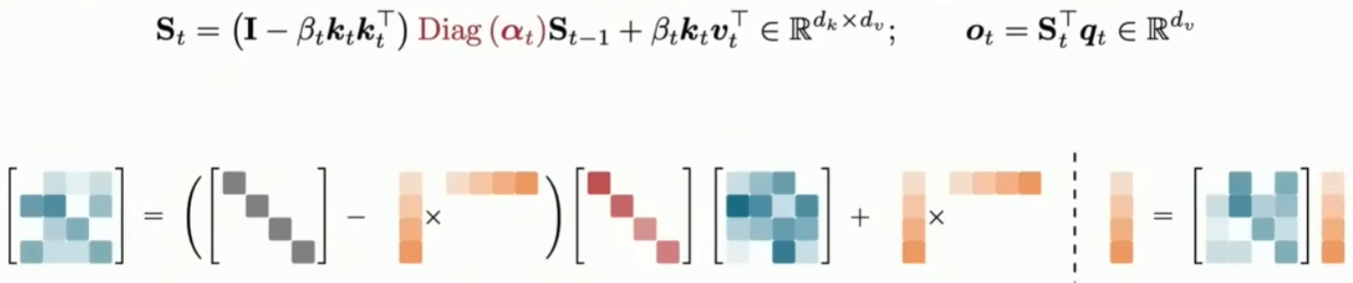 S_t = (I − β_t k_t k_t^⊤) Diag (α_t) S_{t−1} + β_t k_t v_t^⊤ ∈ ℝ^{d_k×d_v};   o_t = S_t^⊤ q_t ∈ ℝ^{d_v}
[ ] = ([ ] − ×) [ ] [ ] + × ┆ = [ ]